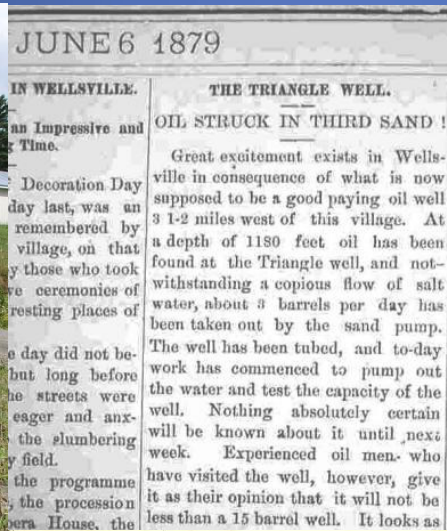 JUNE 6 1879
IN WELLSVILLE.
an Impressive and
Time.
Decoration Day
day last, was an
remembered by
village, on that
y those who took
ve ceremonies of
resting places of
e day did not be-
but long before
he streets were
eager and anx-
the slumbering
y field.
the programme
the procession
pera House, the
THE TRIANGLE WELL.
OIL STRUCK IN THIRD SAND !
Great excitement exists in Wells-
ville in consequence of what is now
supposed to be a good paying oil well
3 1-2 miles west of this village. At
a depth of 1180 feet oil has been
found at the Triangle well, and not-
withstanding a copious flow of salt
water, about 3 barrels per day has
been taken out by the sand pump.
The well has been tubed, and to-day
work has commenced to pump out
the water and test the capacity of the
well. Nothing absolutely certain
will be known about it until next
week. Experienced oil men who
have visited the well, however, give
it as their opinion that it will not be
less than a 15 barrel well. It looks as